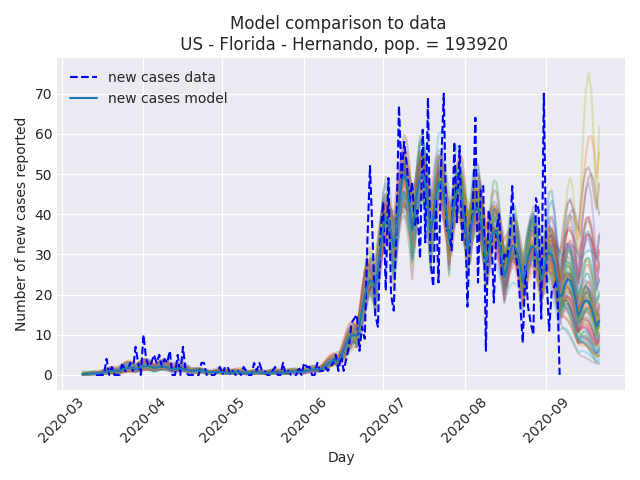 Model comparison to data
US - Florida - Hernando, pop. = 193920
new cases data
new cases model
Number of new cases reported
70
60
50
40
30
20
10
0
2020-03
2020-04
2020-05
2020-06
2020-07
2020-08
2020-09
Day